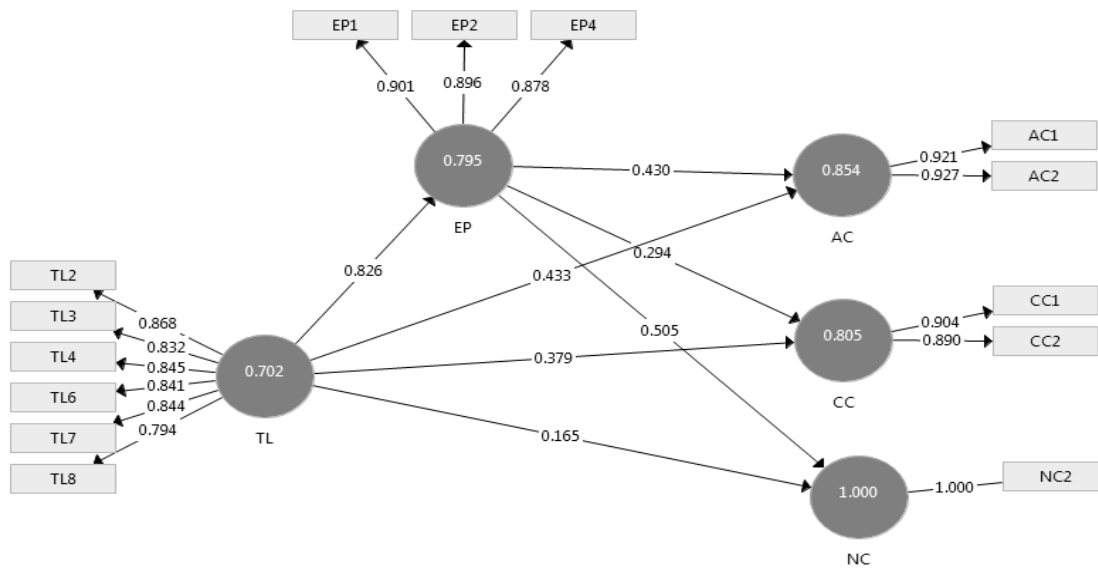 EP1 EP2 EP4
0.901 0.896 0.878
0.795
EP
0.430
0.854
AC
0.921
0.927
AC1
AC2
0.826
0.433
0.294
0.505
TL2
TL3
TL4
TL6
TL7
TL8
0.868
0.832
0.845
0.841
0.844
0.794
0.702
TL
0.379
0.805
CC
0.904
0.890
CC1
CC2
0.165
1.000
NC
1.000
NC2